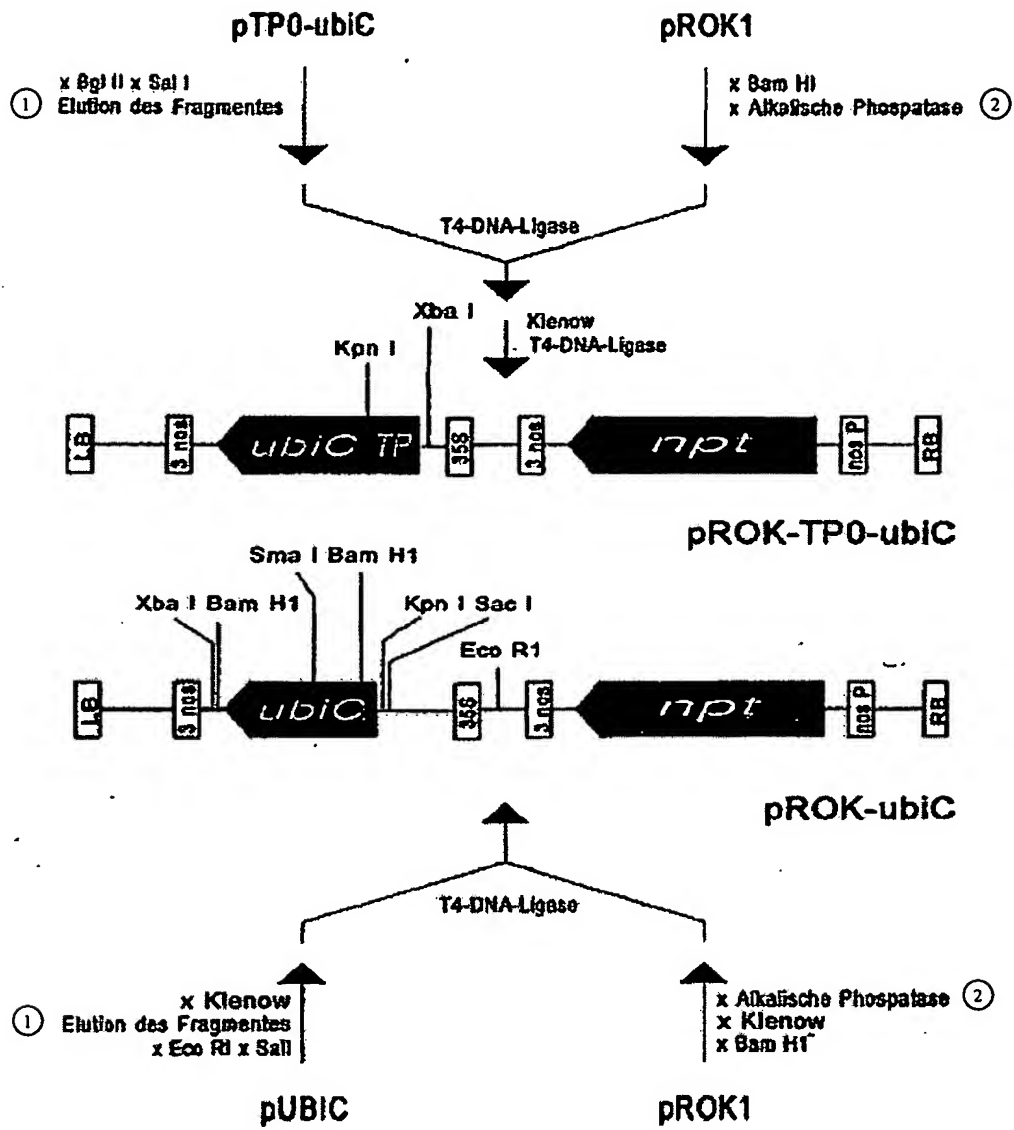 pTP0-ubiC
pROK1
x Bgl II x Sal I
① Elution des Fragmentes
x Bam HI
x Alkalische Phospatase ②
T4-DNA-Ligase
Xba I
Klenow
T4-DNA-Ligase
Kpn I
LB
3 nos
ubiC TP
35S
3 nos
npt
nos P
RB
pROK-TP0-ubiC
Sma I Bam H1
Xba I Bam H1
Kpn I Sac I
Eco R1
LB
3 nos
ubiC
35S
3 nos
npt
nos P
RB
pROK-ubiC
T4-DNA-Ligase
x Klenow
① Elution des Fragmentes
x Eco RI x SalI
x Alkalische Phospatase ②
x Klenow
x Bam H1
pUBIC
pROK1